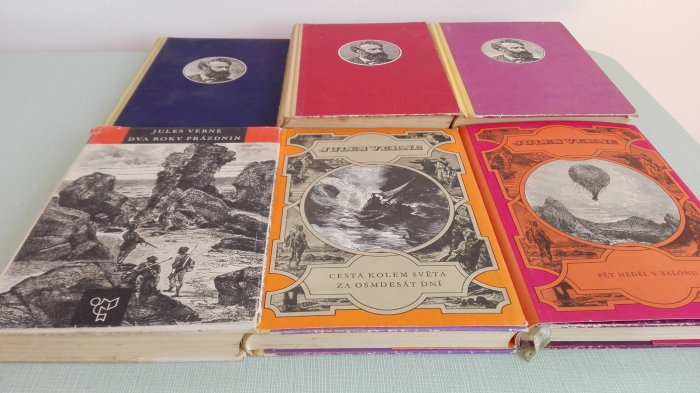 JULES VERNE
DVA ROKY PRÁZDNIN
JULES VERNE
CESTA KOLEM SVĚTA
ZA OSMDESÁT DNÍ
JULES VERNE
PĚT NEDĚL V BALÓNU